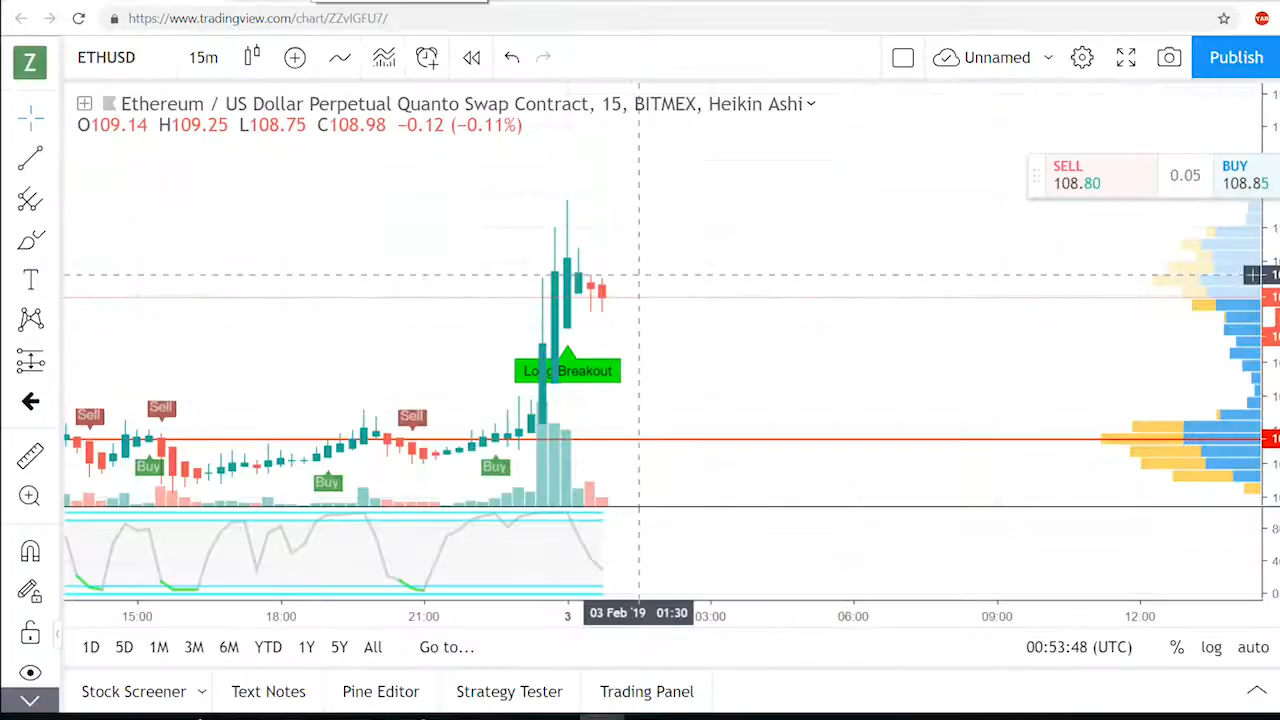 https://www.tradingview.com/chart/ZZvIGFU7/
YAB
Z
ETHUSD 15m Unnamed Publish
Ethereum / US Dollar Perpetual Quanto Swap Contract, 15, BITMEX, Heikin Ashi
O109.14 H109.25 L108.75 C108.98 −0.12 (−0.11%)
SELL 108.80 0.05 BUY 108.85
Long Breakout
Sell Sell Sell
Buy Buy Buy
80
40
0
15:00 18:00 21:00 3 03 Feb '19 01:30 03:00 06:00 09:00 12:00
1D 5D 1M 3M 6M YTD 1Y 5Y All Go to... 00:53:48 (UTC) % log auto
Stock Screener Text Notes Pine Editor Strategy Tester Trading Panel